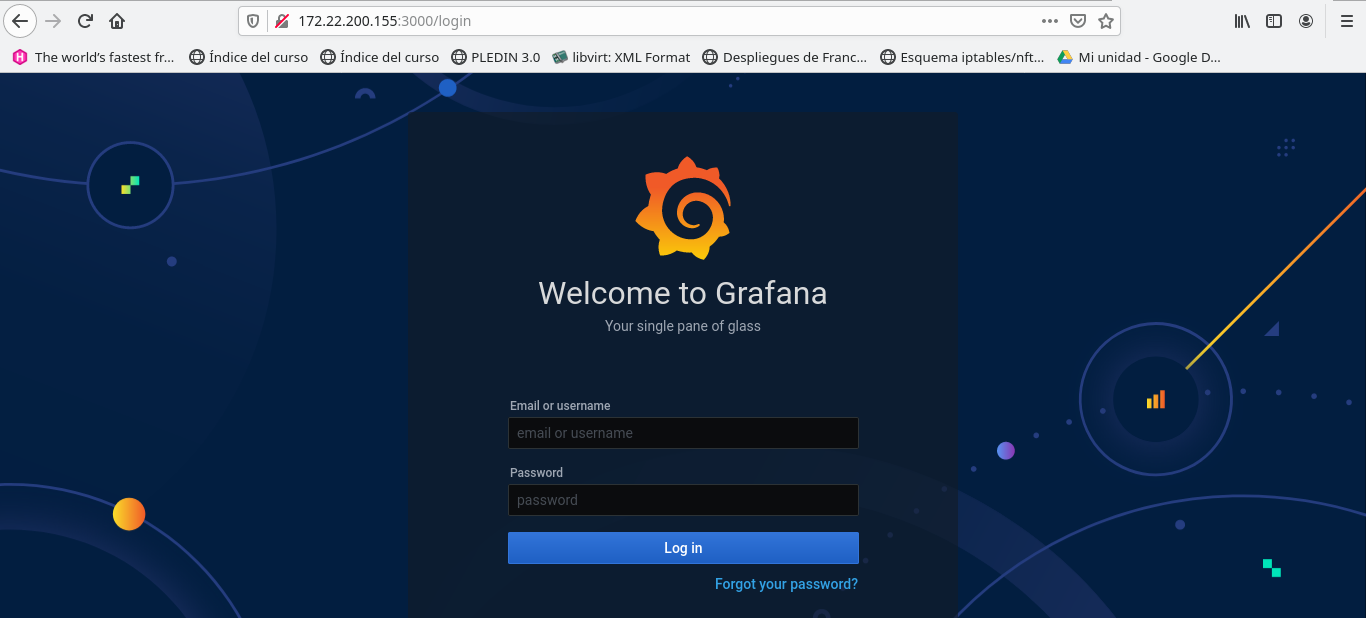 172.22.200.155:3000/login
The world’s fastest fr...
Índice del curso
Índice del curso
PLEDIN 3.0
libvirt: XML Format
Despliegues de Franc...
Esquema iptables/nft...
Mi unidad - Google D...
Welcome to Grafana
Your single pane of glass
Email or username
email or username
Password
password
Log in
Forgot your password?